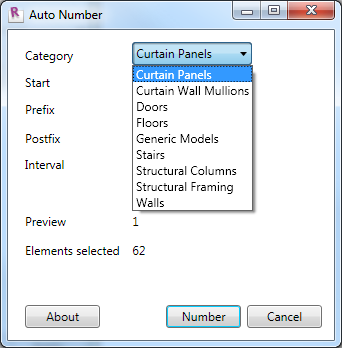 Auto Number
Category Curtain Panels
Curtain Panels
Start
Curtain Wall Mullions
Prefix Doors
Floors
Postfix Generic Models
Interval Stairs
Structural Columns
Structural Framing
Walls
Preview 1
Elements selected 62
About Number Cancel